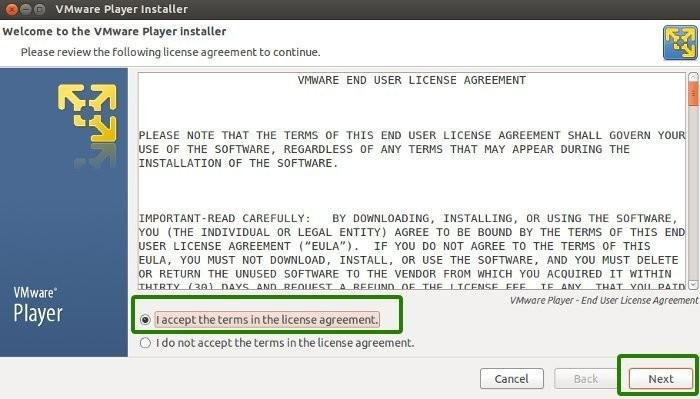 VMware Player Installer
Welcome to the VMware Player Installer
Please review the following license agreement to continue.
VMWARE END USER LICENSE AGREEMENT
PLEASE NOTE THAT THE TERMS OF THIS END USER LICENSE AGREEMENT SHALL GOVERN YOUR
USE OF THE SOFTWARE, REGARDLESS OF ANY TERMS THAT MAY APPEAR DURING THE
INSTALLATION OF THE SOFTWARE.
IMPORTANT-READ CAREFULLY: BY DOWNLOADING, INSTALLING, OR USING THE SOFTWARE,
YOU (THE INDIVIDUAL OR LEGAL ENTITY) AGREE TO BE BOUND BY THE TERMS OF THIS END
USER LICENSE AGREEMENT (“EULA”). IF YOU DO NOT AGREE TO THE TERMS OF THIS
EULA, YOU MUST NOT DOWNLOAD, INSTALL, OR USE THE SOFTWARE, AND YOU MUST DELETE
OR RETURN THE UNUSED SOFTWARE TO THE VENDOR FROM WHICH YOU ACQUIRED IT WITHIN
THIRTY (30) DAYS AND REQUEST A REFUND OF THE LICENSE FEE, IF ANY, THAT YOU PAID
VMware®
Player
VMware Player - End User License Agreement
I accept the terms in the license agreement.
I do not accept the terms in the license agreement.
Cancel
Back
Next